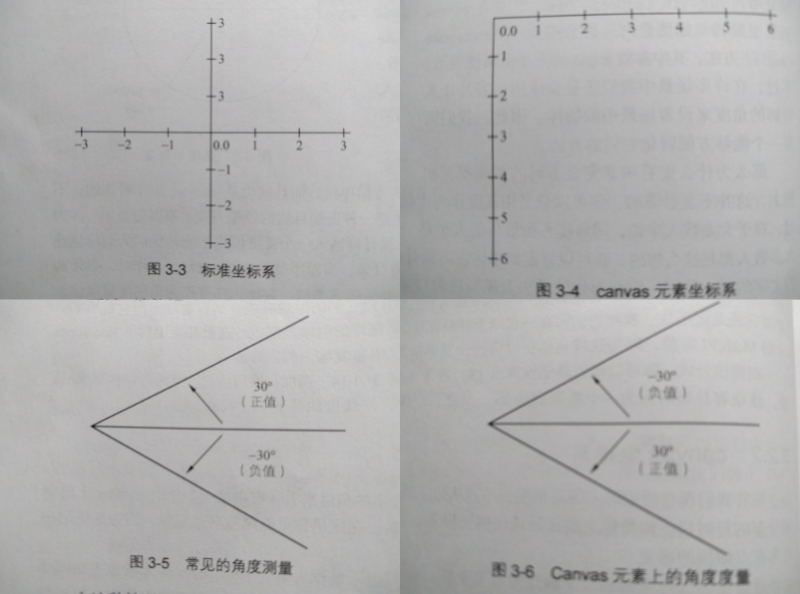 3
3
3
-3 -2 -1 0.0 1 2 3
-1
-2
-3
图 3-3 标准坐标系
0.0 1 2 3 4 5 6
1
2
3
4
5
6
图 3-4 canvas 元素坐标系
30°
（正值）
-30°
（负值）
图 3-5 常见的角度测量
-30°
（负值）
30°
（正值）
图 3-6 Canvas 元素上的角度度量